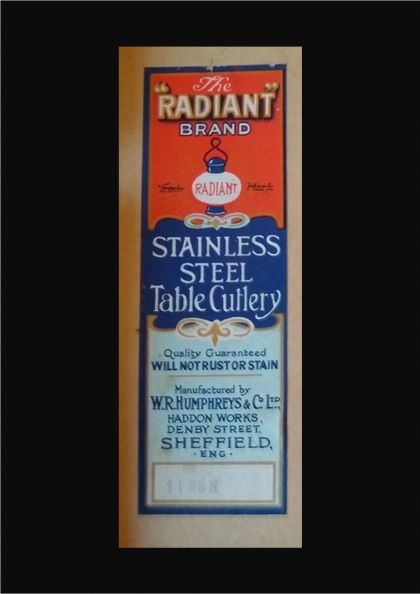 The
"RADIANT"
BRAND
Trade RADIANT Mark
STAINLESS
STEEL
Table Cutlery
Quality Guaranteed
WILL NOT RUST OR STAIN
Manufactured by
W.R. HUMPHREYS & Co. LTD,
HADDON WORKS,
DENBY STREET,
SHEFFIELD,
· ENG ·